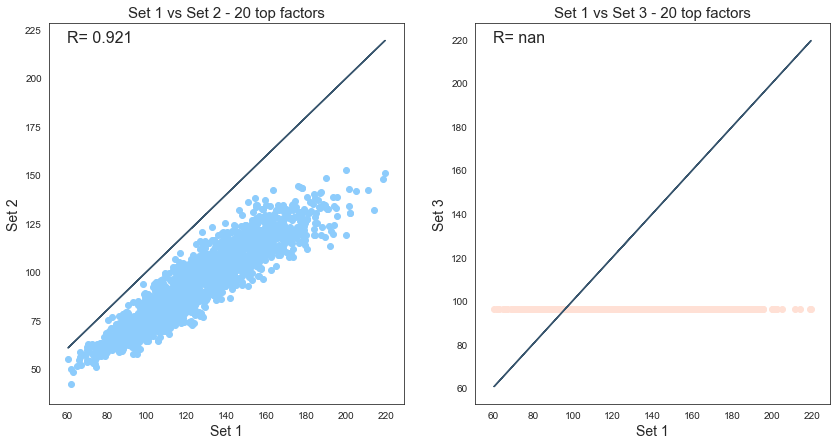 Set 1 vs Set 2 - 20 top factors
R= 0.921
225
200
175
150
125
100
75
50
Set 2
60 80 100 120 140 160 180 200 220
Set 1
Set 1 vs Set 3 - 20 top factors
R= nan
220
200
180
160
140
120
100
80
60
Set 3
60 80 100 120 140 160 180 200 220
Set 1